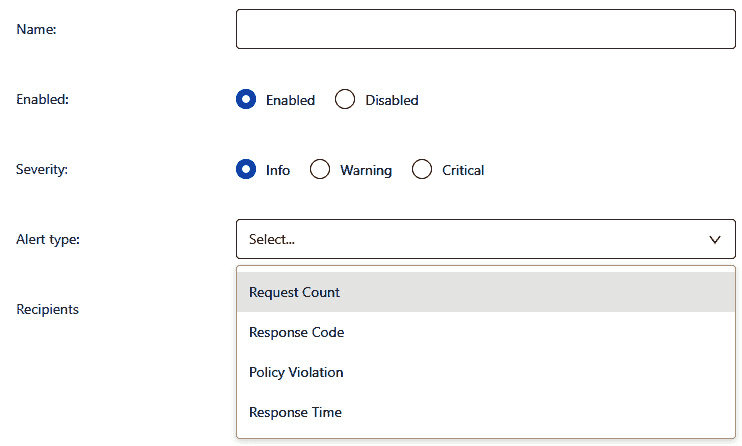 Name:
Enabled:
Enabled Disabled
Severity:
Info Warning Critical
Alert type:
Select...
Request Count
Recipients
Response Code
Policy Violation
Response Time